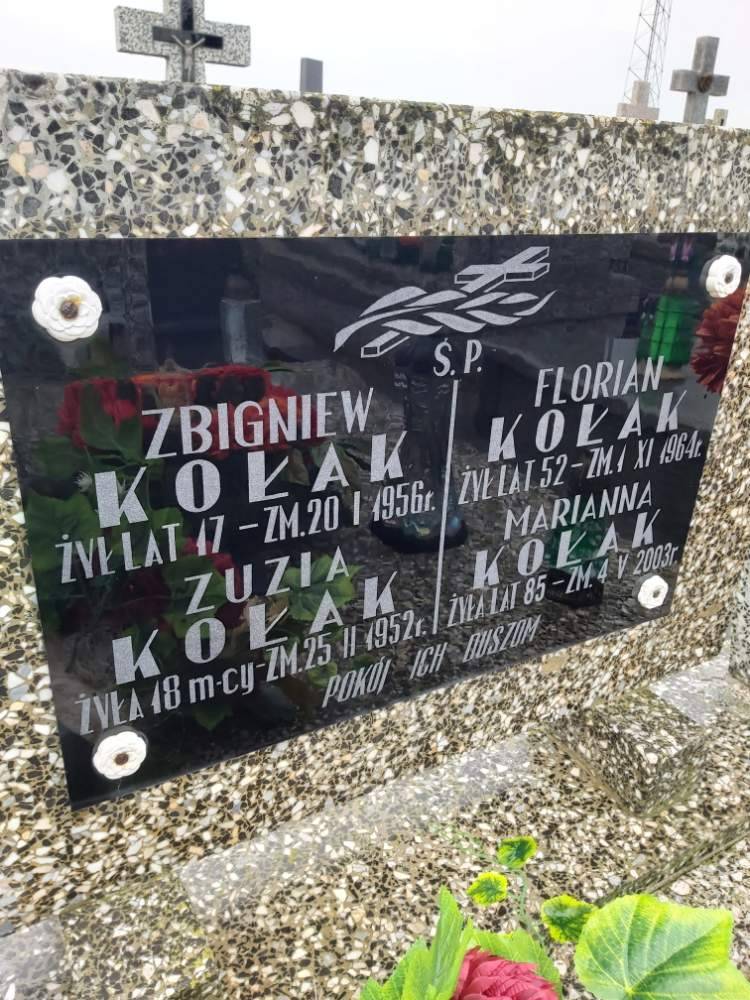 Ś.P.
ZBIGNIEW
KOŁAK
ŻYŁ LAT 17 – ZM. 20 I 1956r.
ZUZIA
KOŁAK
ŻYŁA 18 m-cy - ZM. 25 II 1952r.
FLORIAN
KOŁAK
ŻYŁ LAT 52 – ZM. 1 XI 1964r.
MARIANNA
KOŁAK
ŻYŁA LAT 85 – ZM. 4 V 2003r.
POKÓJ ICH DUSZOM